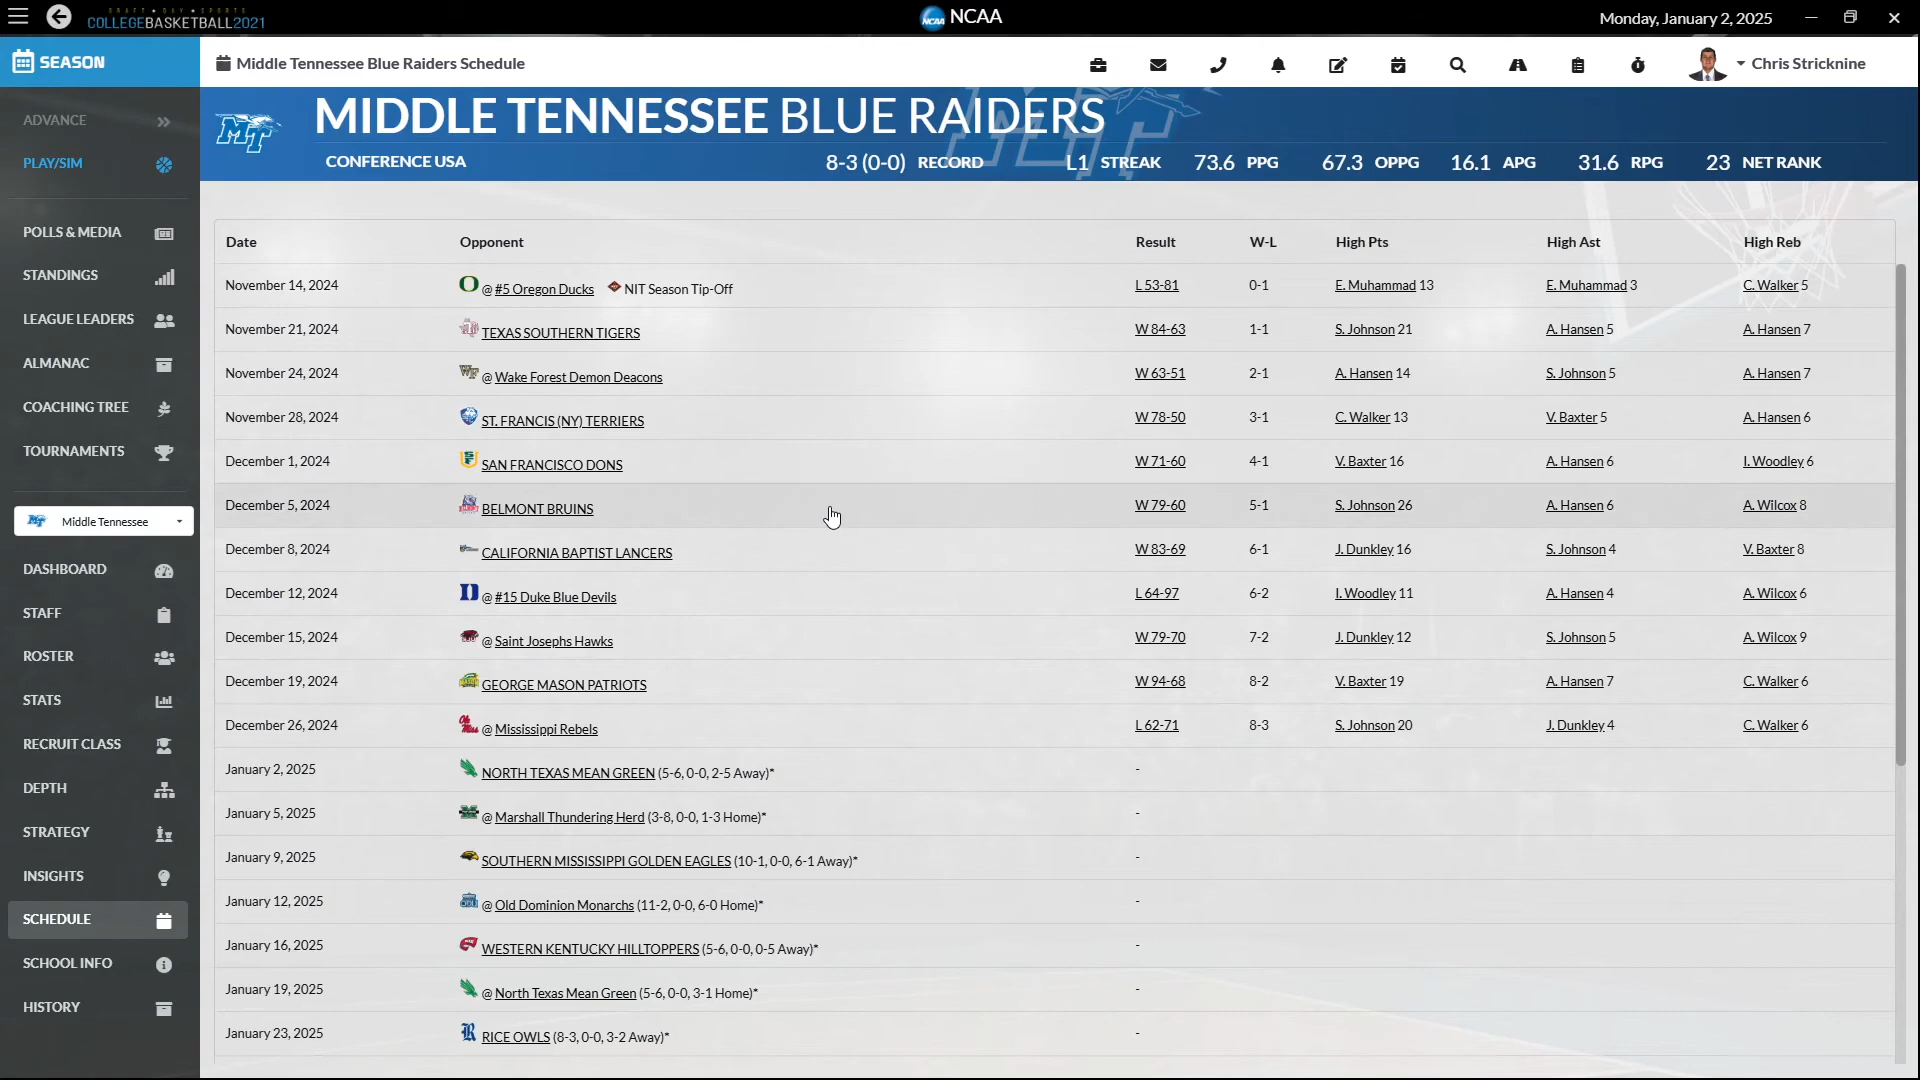 DRAFT • DAY • SPORTS
COLLEGEBASKETBALL2021
NCAA
Monday, January 2, 2025
SEASON
Middle Tennessee Blue Raiders Schedule
Chris Stricknine
MIDDLE TENNESSEE BLUE RAIDERS
CONFERENCE USA
8-3 (0-0) RECORD
L1 STREAK
73.6 PPG
67.3 OPPG
16.1 APG
31.6 RPG
23 NET RANK
ADVANCE
PLAY/SIM
POLLS & MEDIA
STANDINGS
LEAGUE LEADERS
ALMANAC
COACHING TREE
TOURNAMENTS
Middle Tennessee
DASHBOARD
STAFF
ROSTER
STATS
RECRUIT CLASS
DEPTH
STRATEGY
INSIGHTS
SCHEDULE
SCHOOL INFO
HISTORY
Date Opponent Result W-L High Pts High Ast High Reb
November 14, 2024 @ #5 Oregon Ducks NIT Season Tip-Off L 53-81 0-1 E. Muhammad 13 E. Muhammad 3 C. Walker 5
November 21, 2024 TEXAS SOUTHERN TIGERS W 84-63 1-1 S. Johnson 21 A. Hansen 5 A. Hansen 7
November 24, 2024 @ Wake Forest Demon Deacons W 63-51 2-1 A. Hansen 14 S. Johnson 5 A. Hansen 7
November 28, 2024 ST. FRANCIS (NY) TERRIERS W 78-50 3-1 C. Walker 13 V. Baxter 5 A. Hansen 6
December 1, 2024 SAN FRANCISCO DONS W 71-60 4-1 V. Baxter 16 A. Hansen 6 I. Woodley 6
December 5, 2024 BELMONT BRUINS W 79-60 5-1 S. Johnson 26 A. Hansen 6 A. Wilcox 8
December 8, 2024 CALIFORNIA BAPTIST LANCERS W 83-69 6-1 J. Dunkley 16 S. Johnson 4 V. Baxter 8
December 12, 2024 @ #15 Duke Blue Devils L 64-97 6-2 I. Woodley 11 A. Hansen 4 A. Wilcox 6
December 15, 2024 @ Saint Josephs Hawks W 79-70 7-2 J. Dunkley 12 S. Johnson 5 A. Wilcox 9
December 19, 2024 GEORGE MASON PATRIOTS W 94-68 8-2 V. Baxter 19 A. Hansen 7 C. Walker 6
December 26, 2024 @ Mississippi Rebels L 62-71 8-3 S. Johnson 20 J. Dunkley 4 C. Walker 6
January 2, 2025 NORTH TEXAS MEAN GREEN (5-6, 0-0, 2-5 Away)* -
January 5, 2025 @ Marshall Thundering Herd (3-8, 0-0, 1-3 Home)* -
January 9, 2025 SOUTHERN MISSISSIPPI GOLDEN EAGLES (10-1, 0-0, 6-1 Away)* -
January 12, 2025 @ Old Dominion Monarchs (11-2, 0-0, 6-0 Home)* -
January 16, 2025 WESTERN KENTUCKY HILLTOPPERS (5-6, 0-0, 0-5 Away)* -
January 19, 2025 @ North Texas Mean Green (5-6, 0-0, 3-1 Home)* -
January 23, 2025 RICE OWLS (8-3, 0-0, 3-2 Away)* -